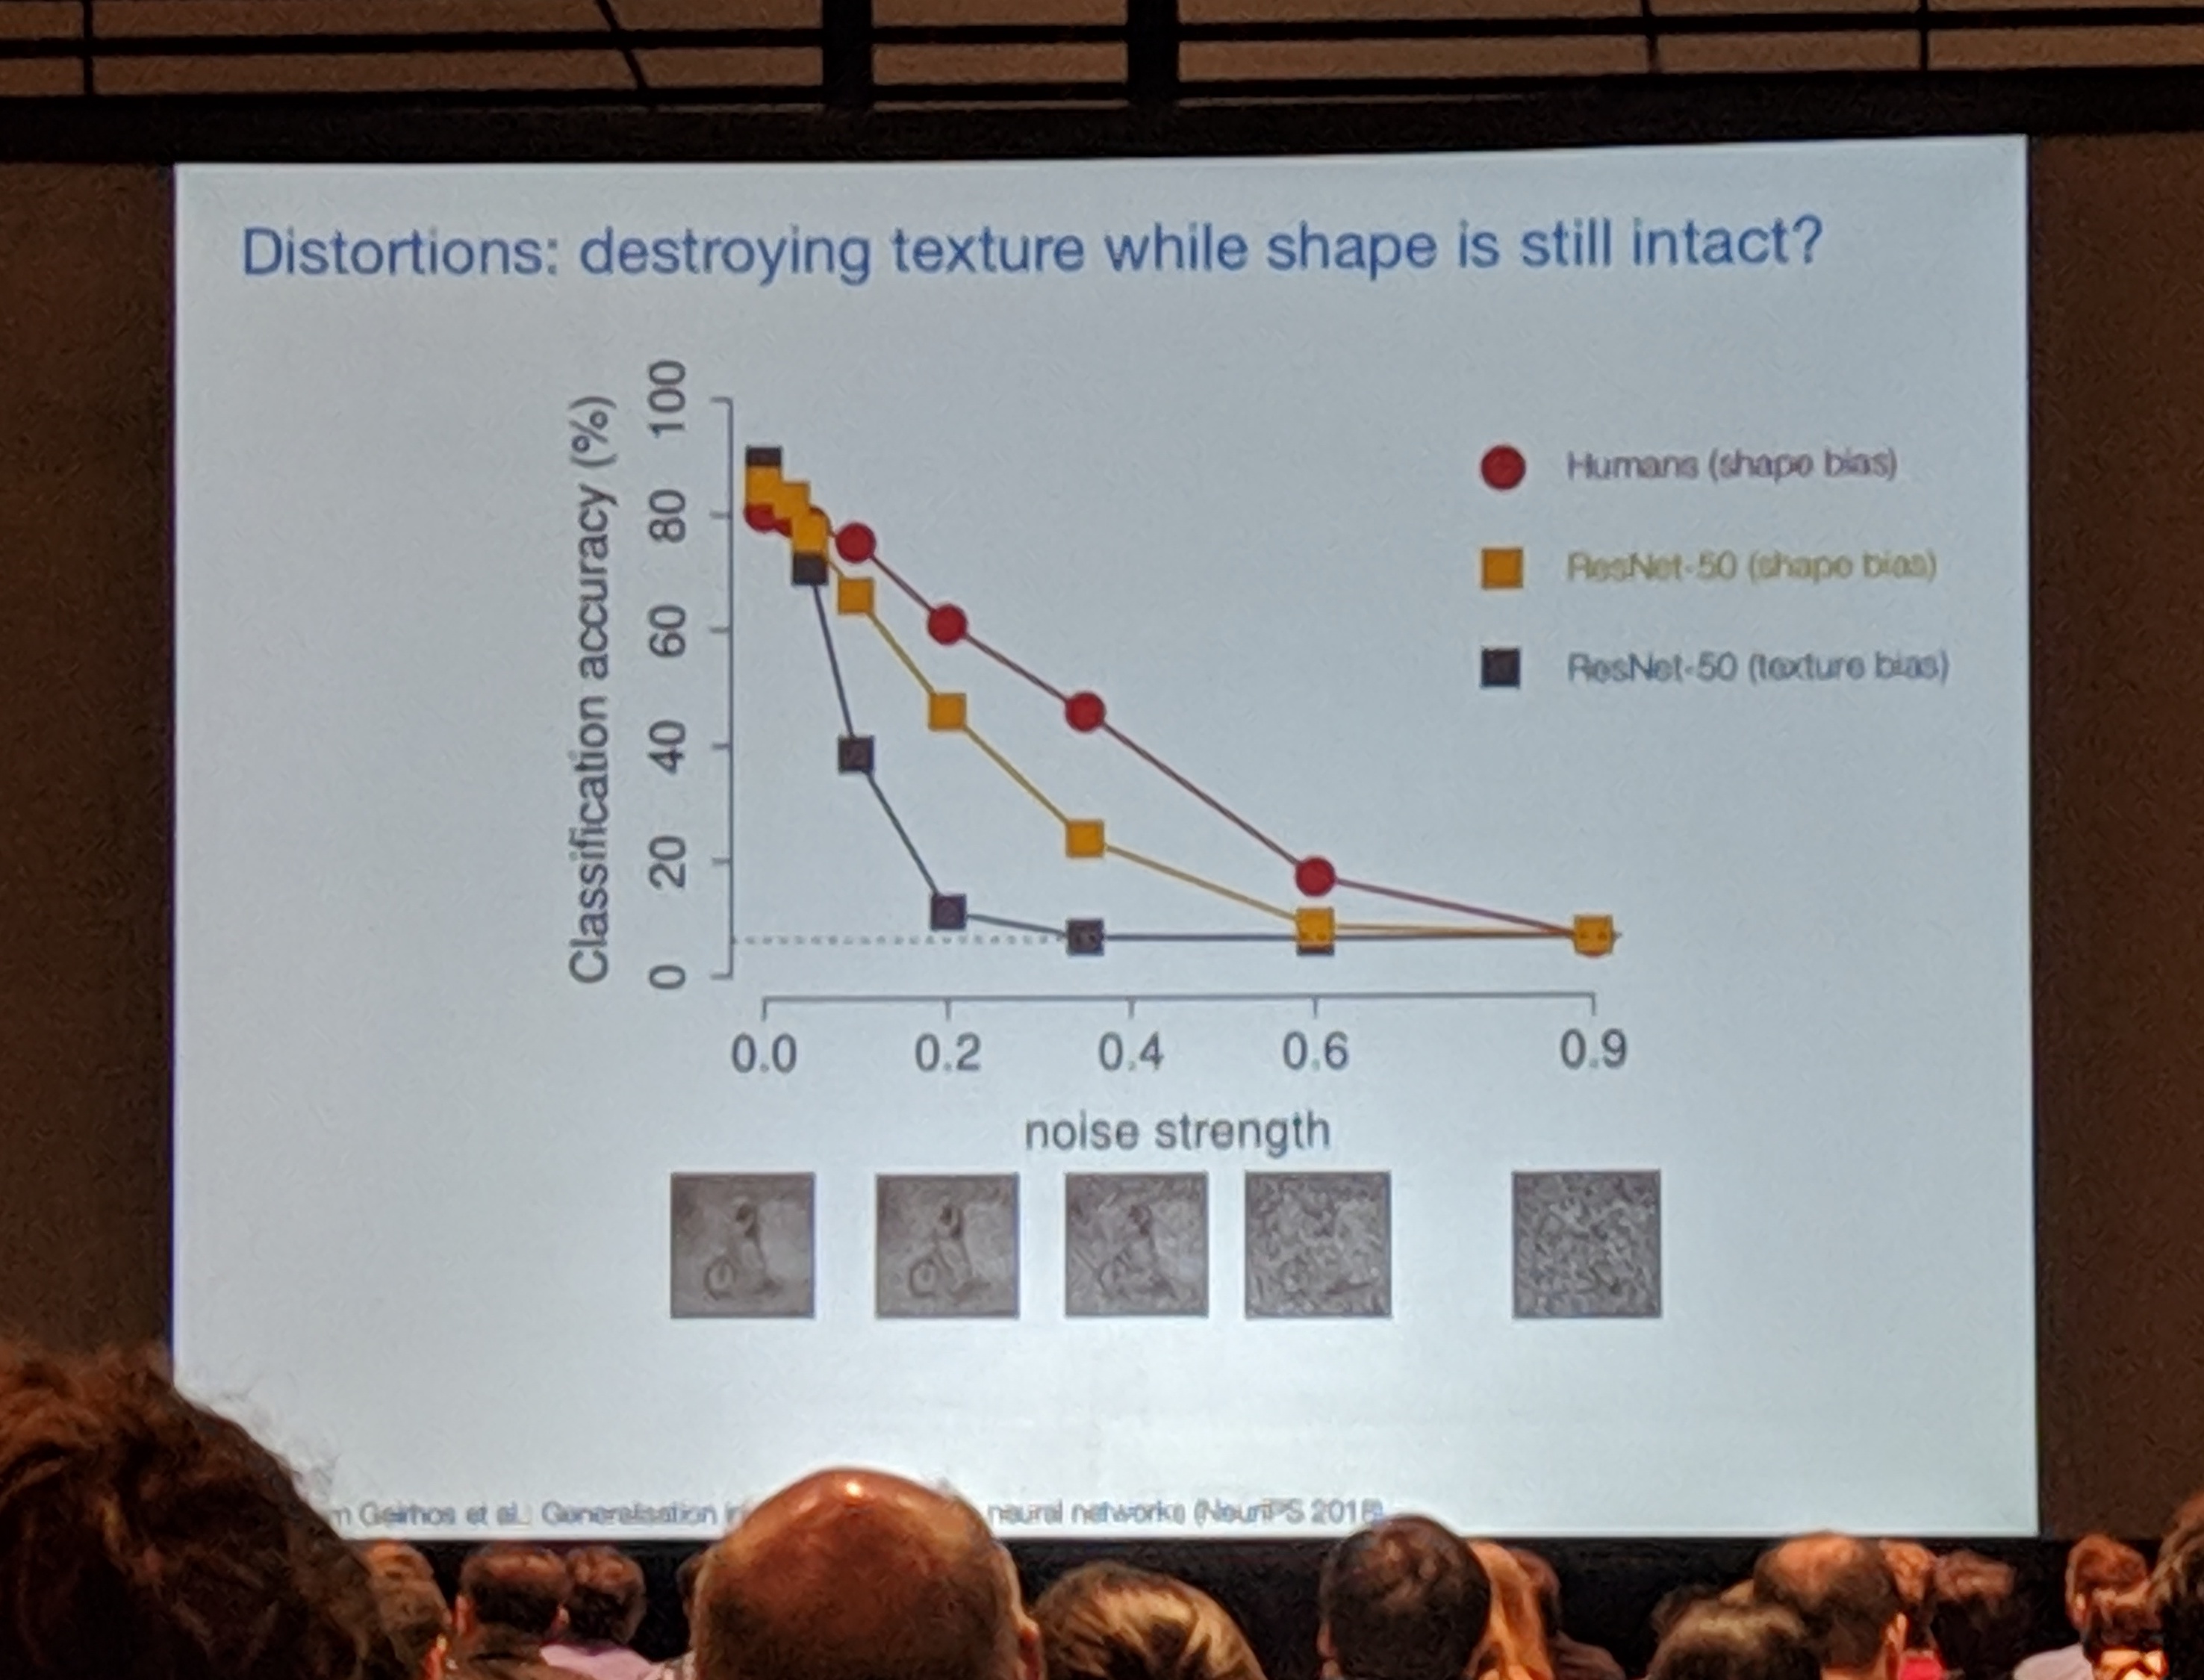 Distortions: destroying texture while shape is still intact?
Classification accuracy (%)
100
80
60
40
20
0
Humans (shape bias)
ResNet-50 (shape bias)
ResNet-50 (texture bias)
0.0 0.2 0.4 0.6 0.9
noise strength
Geirhos et al.: Generalisation neural networks (NeurIPS 2018)